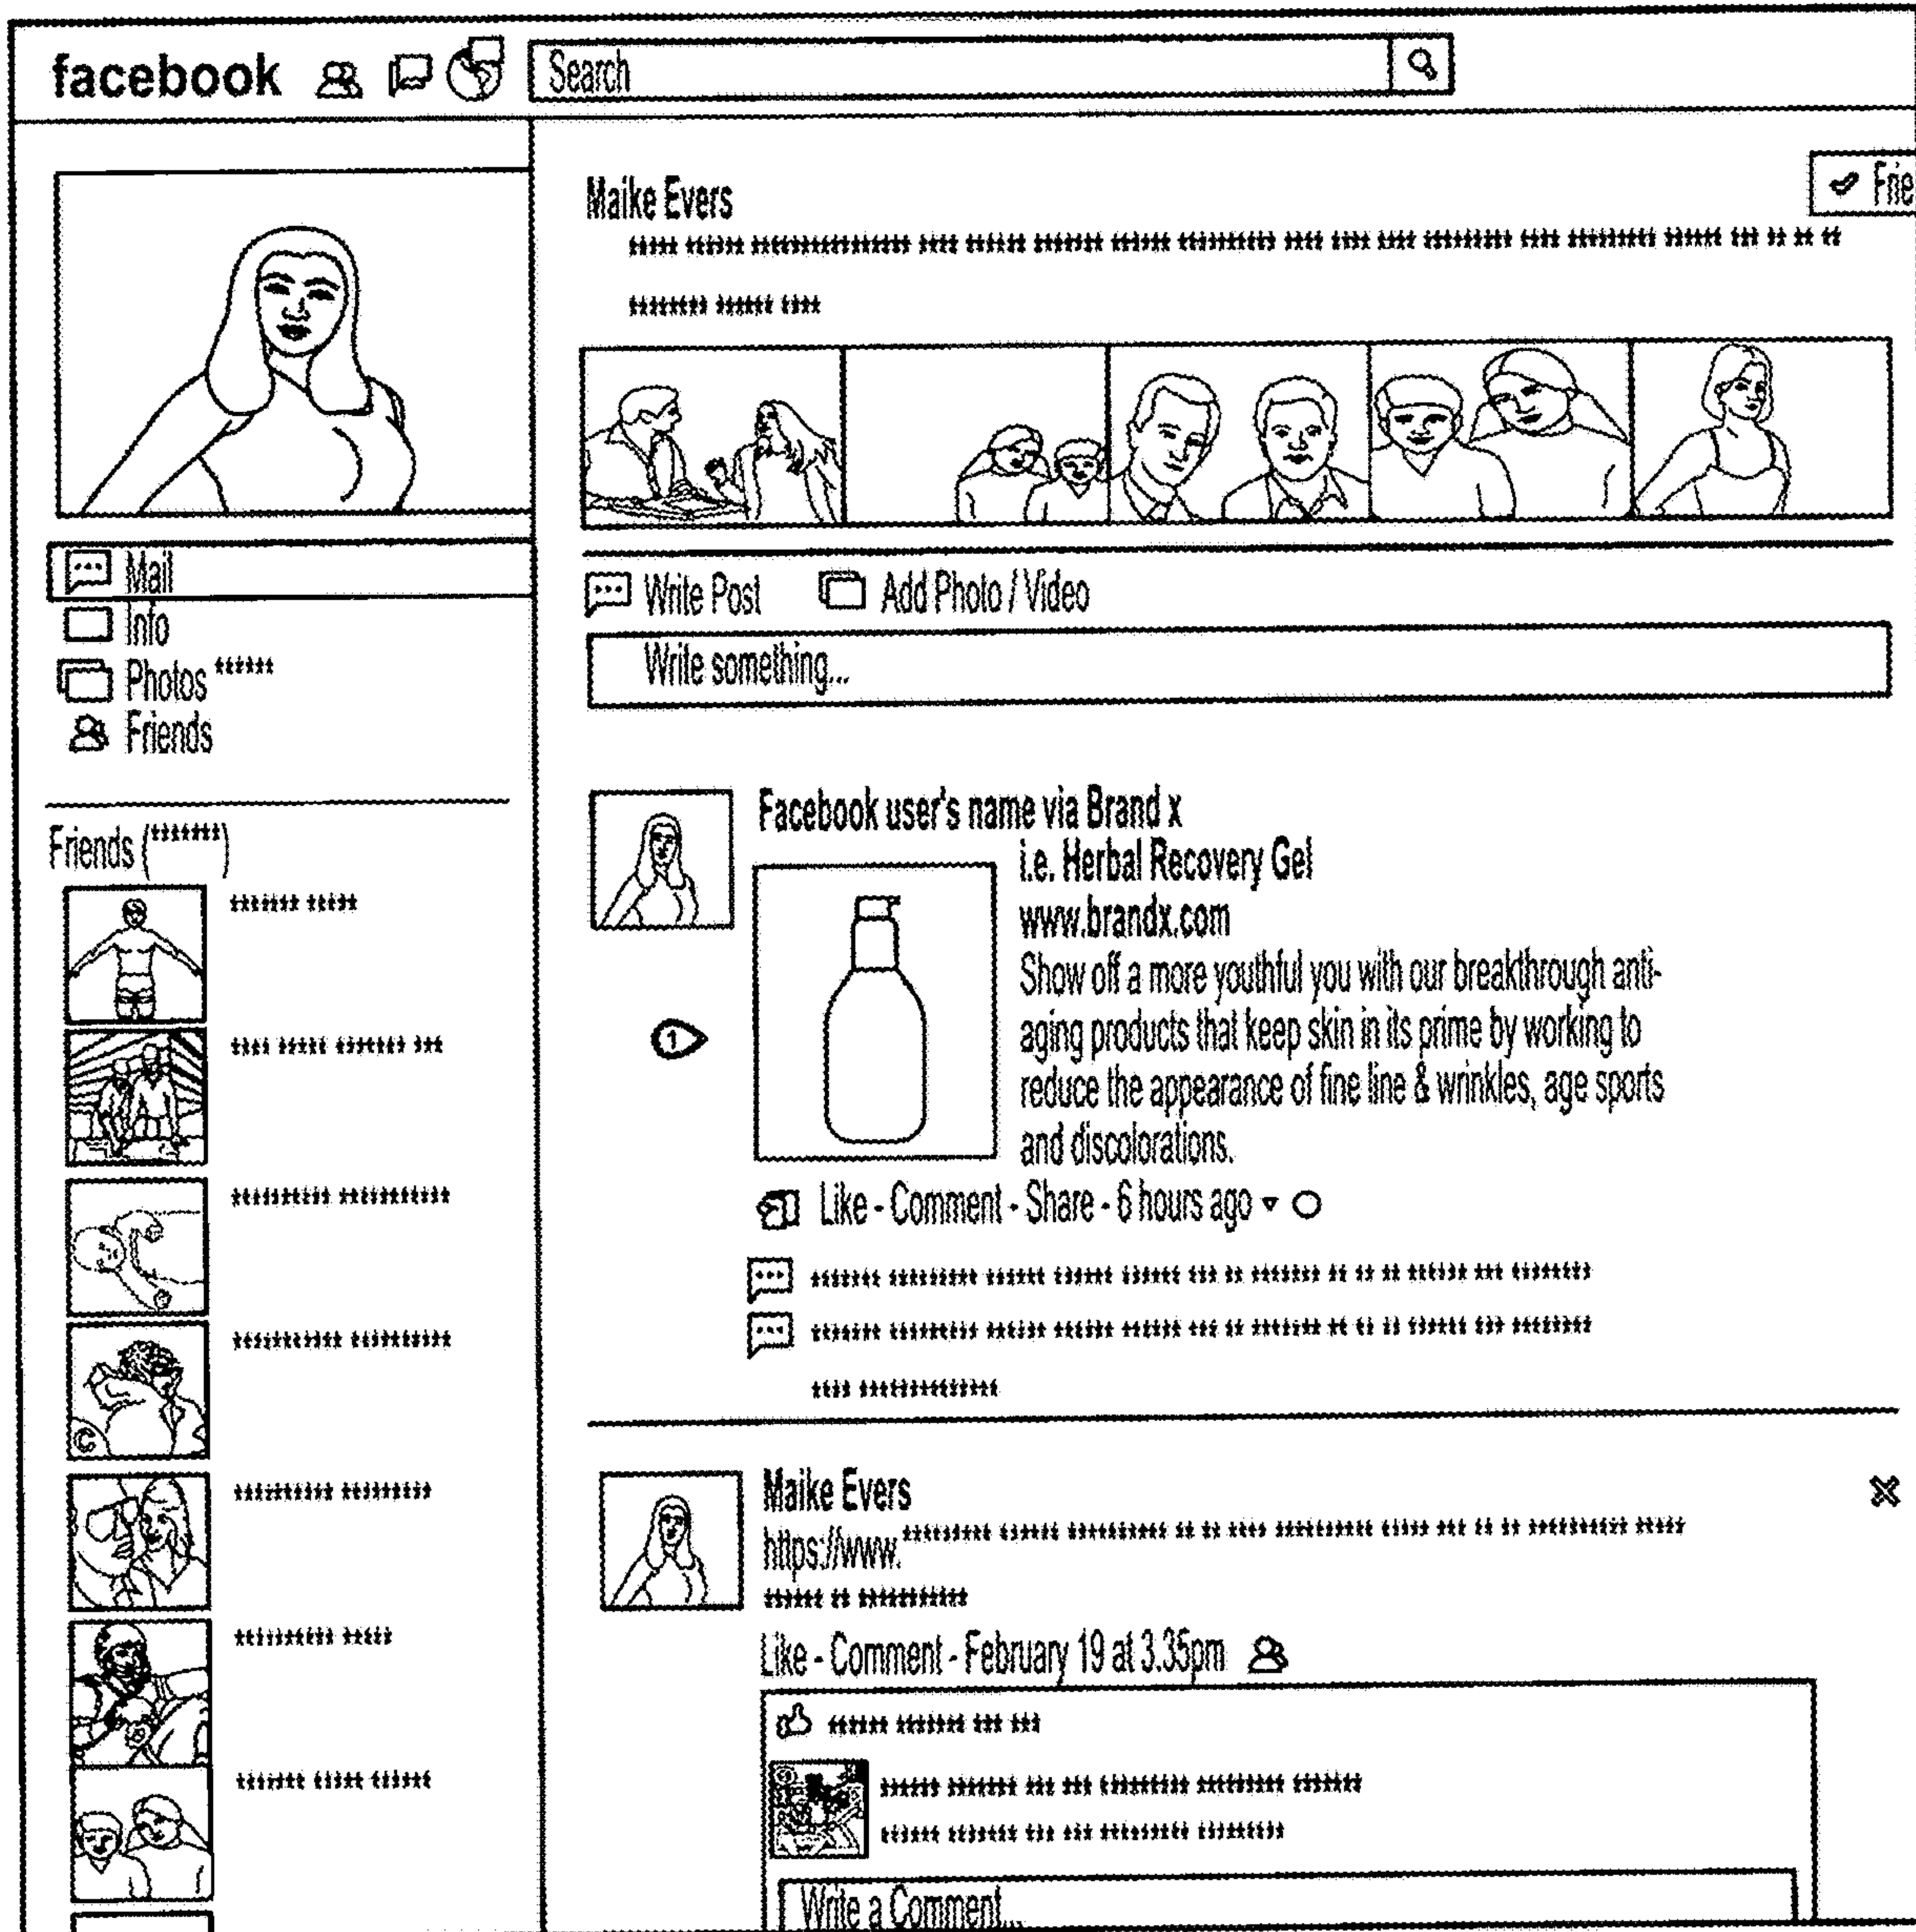 facebook
Search
Maike Evers
Frie
Write Post
Add Photo / Video
Write something...
Mail
Info
Photos
Friends
Friends
Facebook user's name via Brand x
i.e. Herbal Recovery Gel
www.brandx.com
Show off a more youthful you with our breakthrough anti-
aging products that keep skin in its prime by working to
reduce the appearance of fine line & wrinkles, age sports
and discolorations.
1
Like - Comment - Share - 6 hours ago
Maike Evers
https://www.
Like - Comment - February 19 at 3.35pm
Write a Comment...